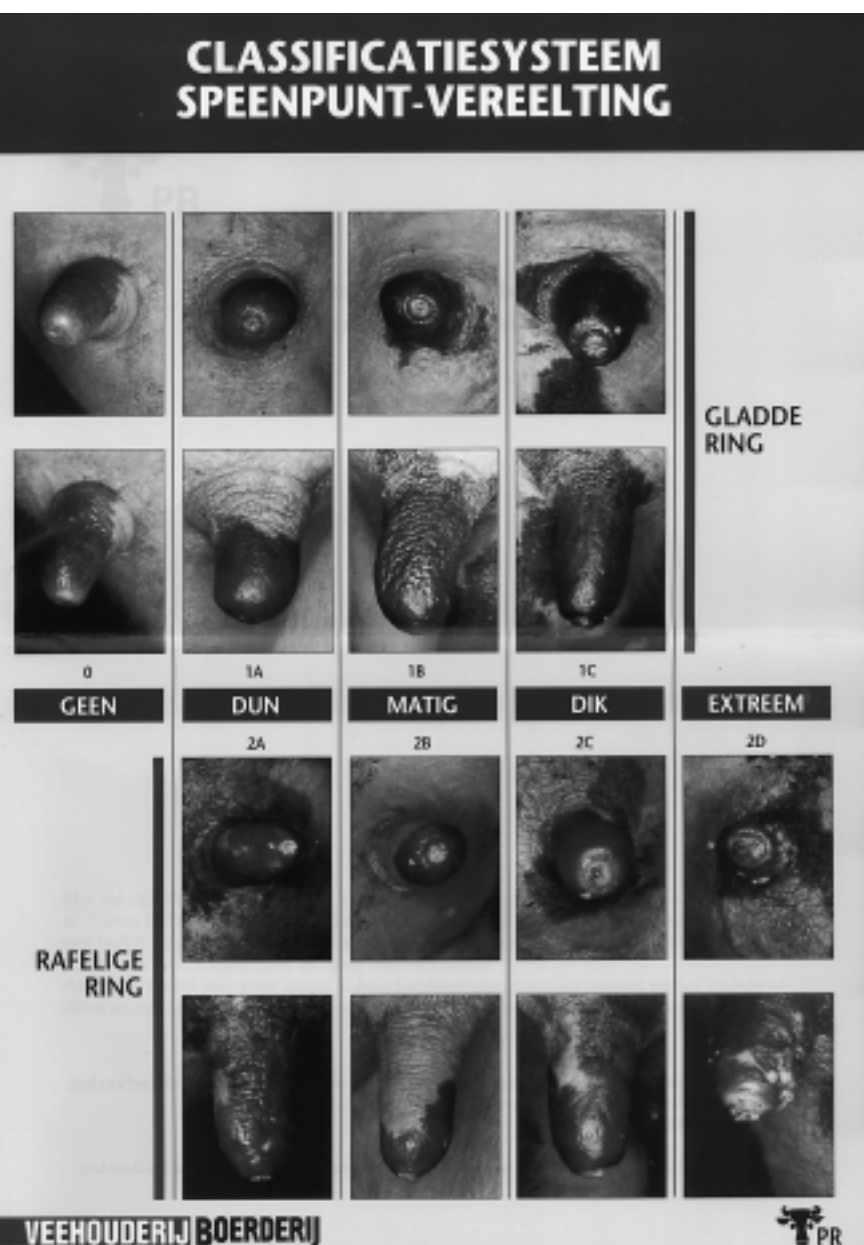 CLASSIFICATIESYSTEEM
SPEENPUNT-VEREELTING
PR
GLADDE
RING
0
1A
1B
1C
GEEN
DUN
MATIG
DIK
EXTREEM
2A
2B
2C
2D
RAFELIGE
RING
VEEHOUDERIJ BOERDERIJ
PR